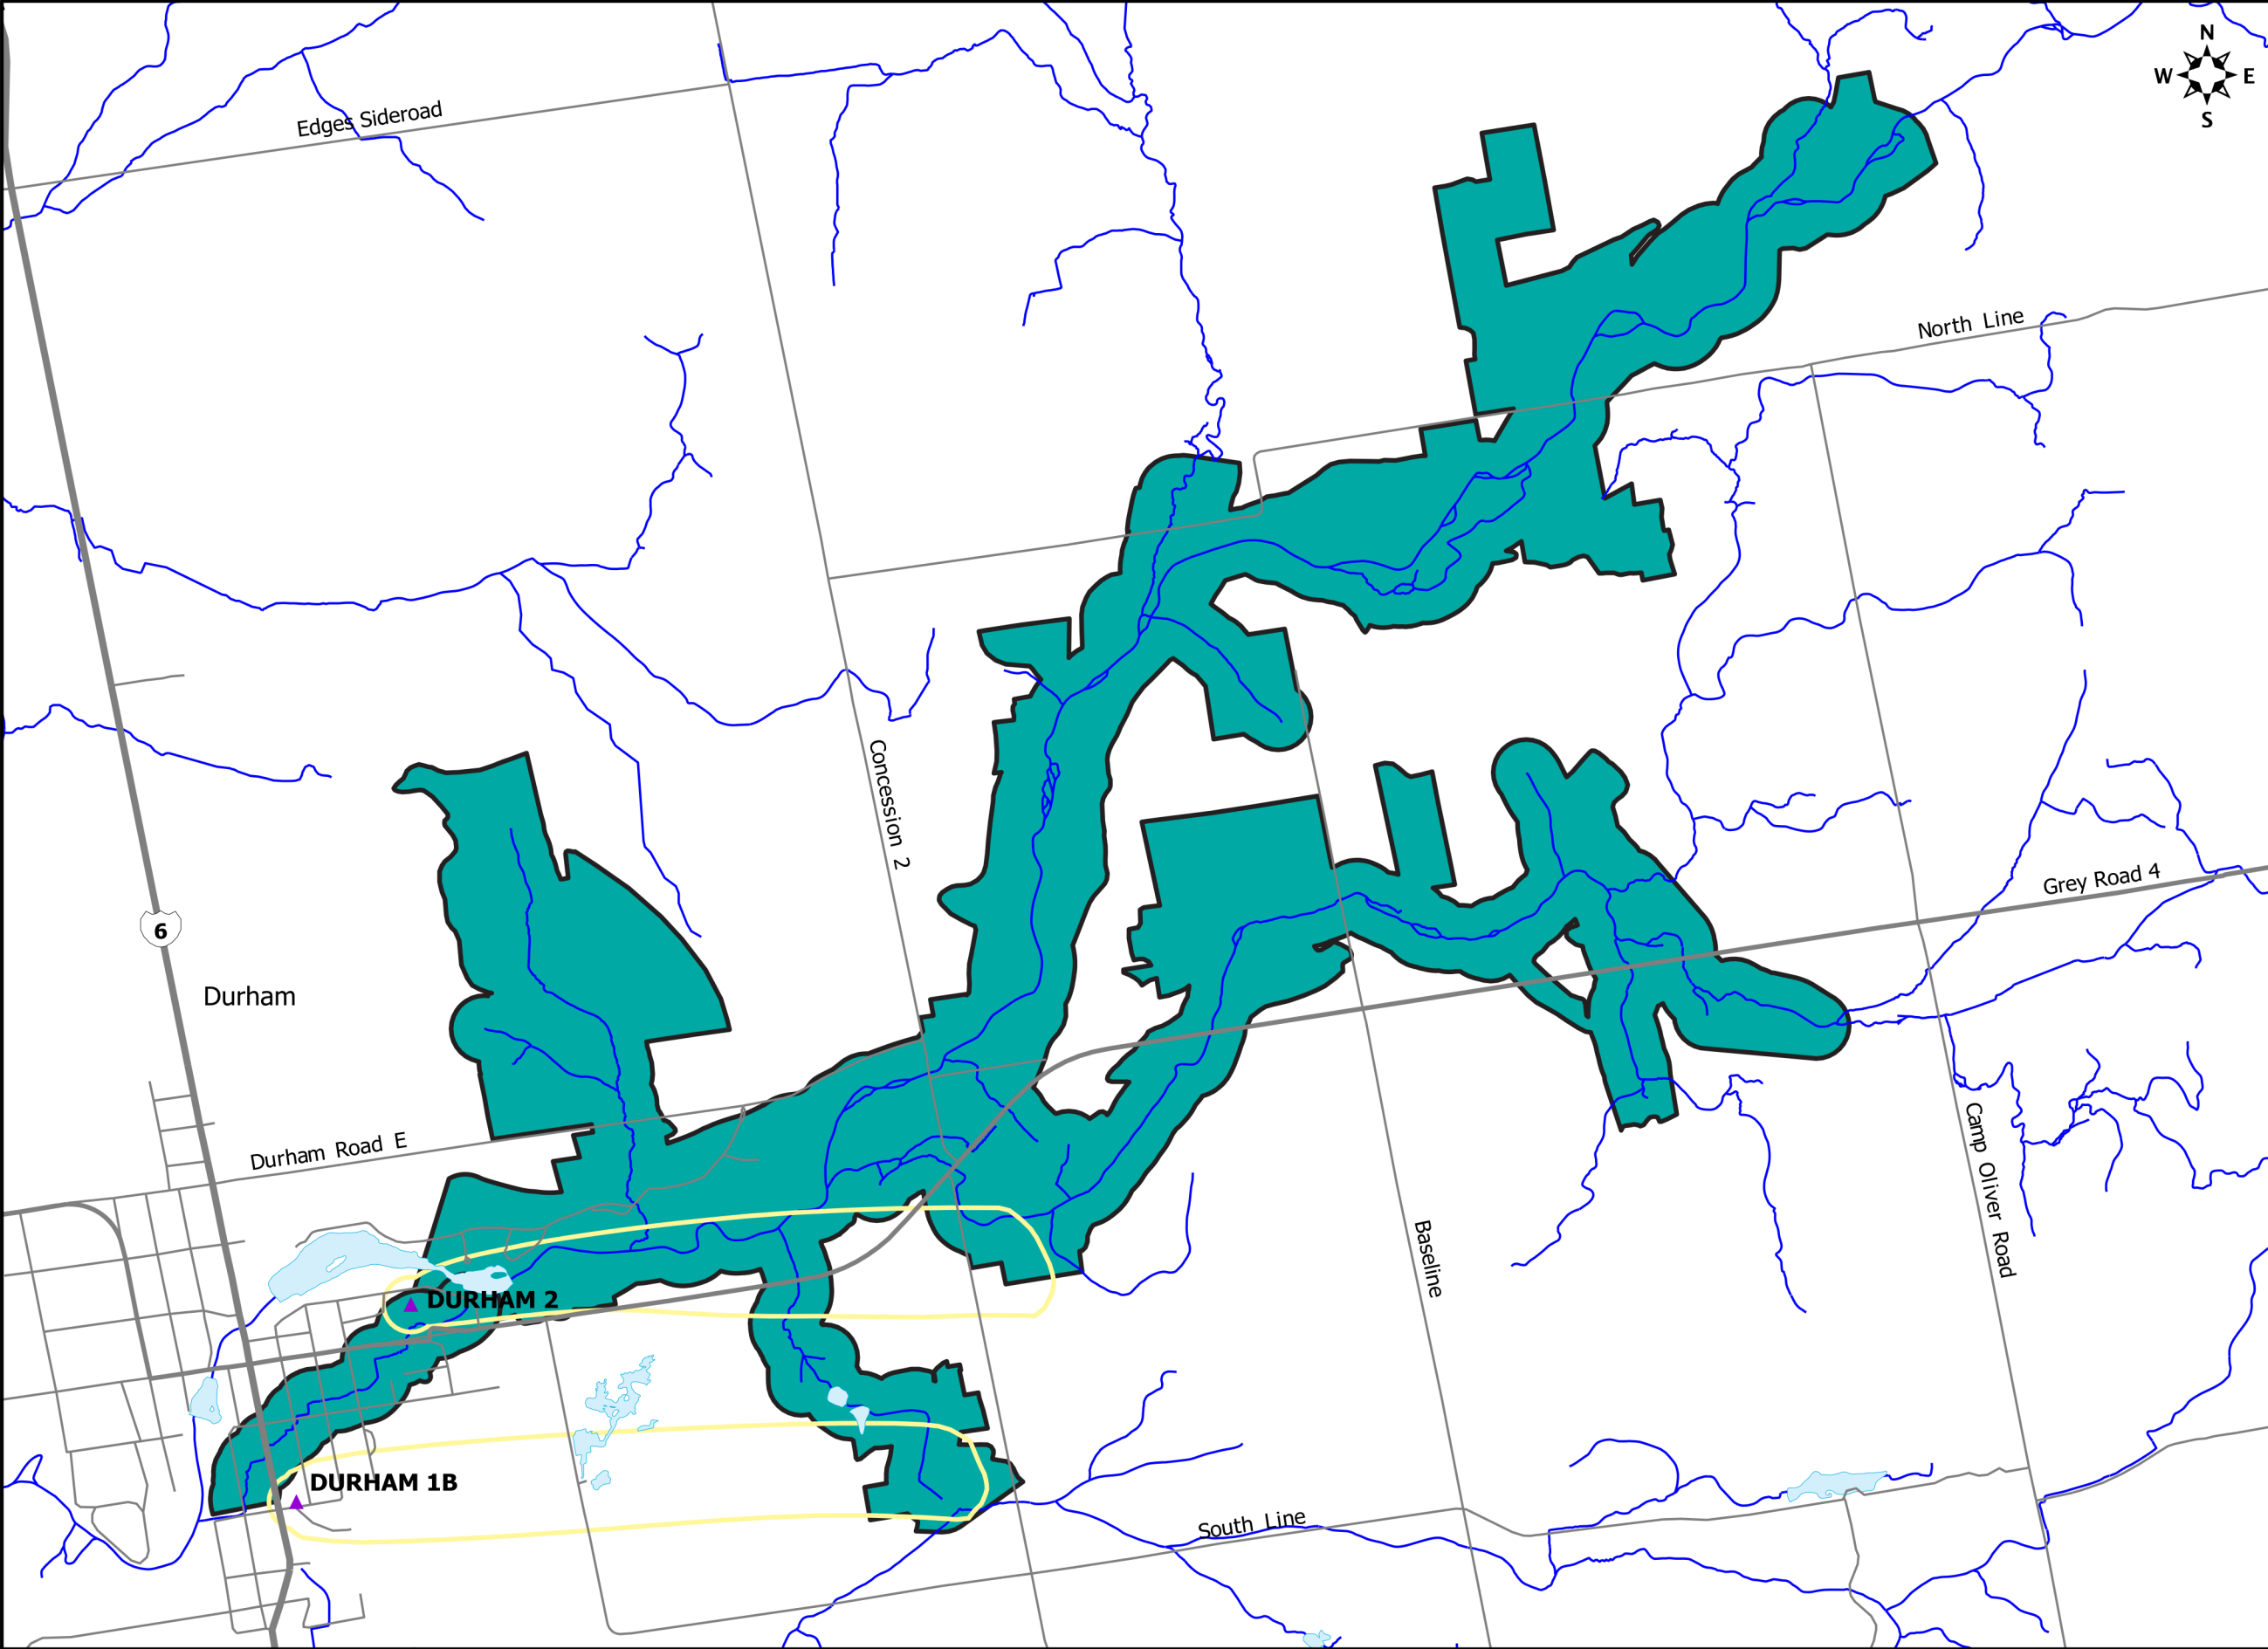 N
W E
S
Edges Sideroad
North Line
Concession 2
Grey Road 4
6
Durham
Durham Road E
Camp Oliver Road
Baseline
DURHAM 2
DURHAM 1B
South Line